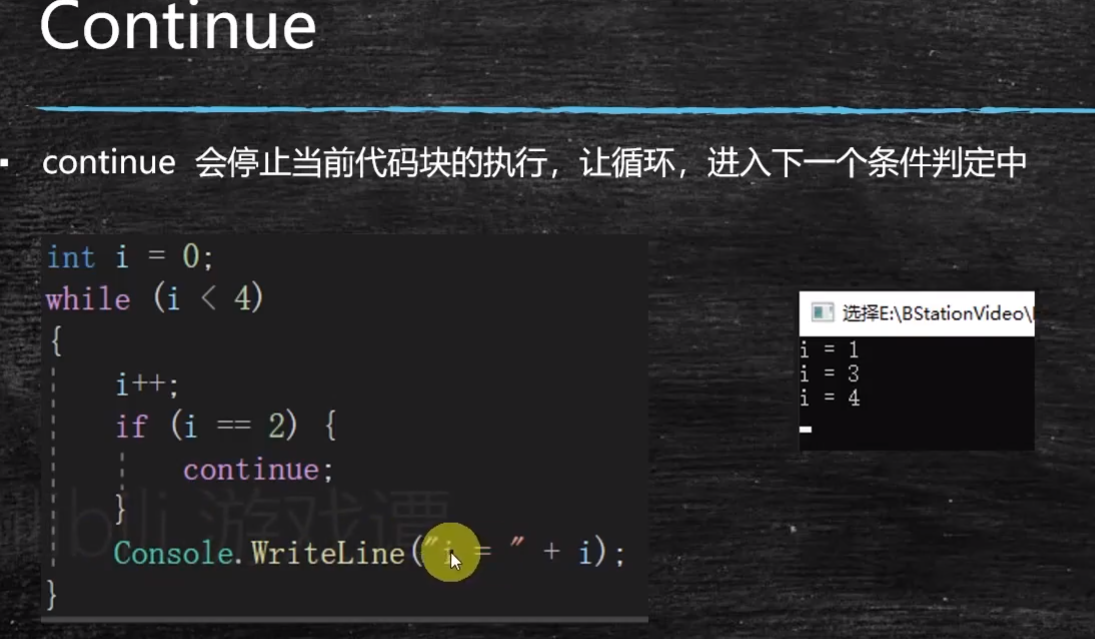 Continue
▪ continue 会停止当前代码块的执行，让循环，进入下一个条件判定中
int i = 0;
while (i < 4)
{
i++;
if (i == 2) {
continue;
}
Console.WriteLine("i = " + i);
}
选择E:\BStationVideo\
i = 1
i = 3
i = 4
libili 游戏谭